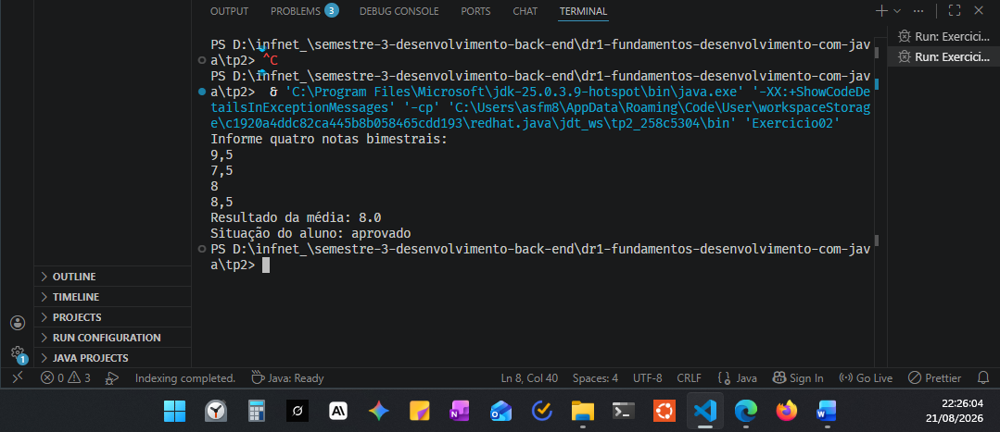 OUTPUT PROBLEMS 3 DEBUG CONSOLE PORTS CHAT TERMINAL
PS D:\infnet_\semestre-3-desenvolvimento-back-end\dr1-fundamentos-desenvolvimento-com-jav
a\tp2> ^C
PS D:\infnet_\semestre-3-desenvolvimento-back-end\dr1-fundamentos-desenvolvimento-com-jav
a\tp2>  & 'C:\Program Files\Microsoft\jdk-25.0.3.9-hotspot\bin\java.exe' '-XX:+ShowCodeDe
tailsInExceptionMessages' '-cp' 'C:\Users\asfm8\AppData\Roaming\Code\User\workspaceStorag
e\c1920a4ddc82ca445b8b058465cdd193\redhat.java\jdt_ws\tp2_258c5304\bin' 'Exercicio02'
Informe quatro notas bimestrais:
9,5
7,5
8
8,5
Resultado da média: 8.0
Situação do aluno: aprovado
PS D:\infnet_\semestre-3-desenvolvimento-back-end\dr1-fundamentos-desenvolvimento-com-jav
a\tp2>
Run: Exercici...
Run: Exercici...
OUTLINE
TIMELINE
PROJECTS
RUN CONFIGURATION
JAVA PROJECTS
1
0 3 Indexing completed. Java: Ready Ln 8, Col 40 Spaces: 4 UTF-8 CRLF {} Java Sign In Go Live Prettier
22:26:04
21/08/2026